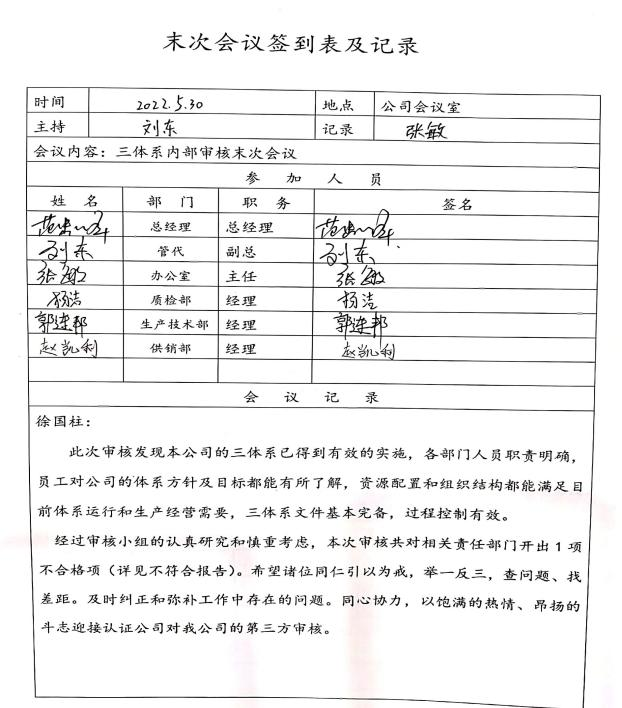 末次会议签到表及记录
时间 2022.5.30 地点 公司会议室
主持 刘东 记录 张敏
会议内容：三体系内部审核末次会议
参 加 人 员
姓 名 部 门 职 务 签名
总经理 总经理
刘东 管代 副总 刘东
张敏 办公室 主任 张敏
杨洁 质检部 经理 杨洁
郭连邦 生产技术部 经理 郭连邦
赵凯利 供销部 经理 赵凯利
会 议 记 录
徐国柱：
此次审核发现本公司的三体系已得到有效的实施，各部门人员职责明确，
员工对公司的体系方针及目标都能有所了解，资源配置和组织结构都能满足目
前体系运行和生产经营需要，三体系文件基本完备，过程控制有效。
经过审核小组的认真研究和慎重考虑，本次审核共对相关责任部门开出 1 项
不合格项（详见不符合报告）。希望诸位同仁引以为戒，举一反三，查问题、找
差距。及时纠正和弥补工作中存在的问题。同心协力，以饱满的热情、昂扬的
斗志迎接认证公司对我公司的第三方审核。